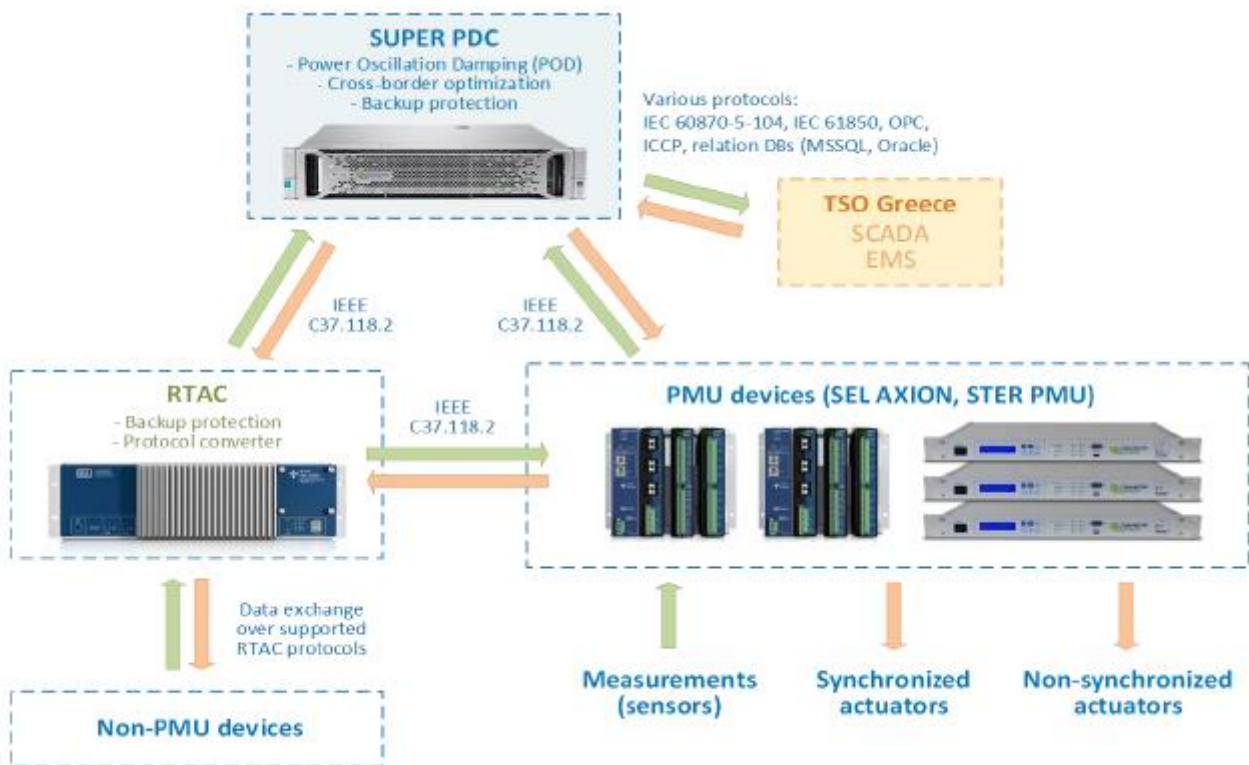 SUPER PDC
- Power Oscillation Damping (POD)
- Cross-border optimization
- Backup protection
Various protocols:
IEC 60870-5-104, IEC 61850, OPC,
ICCP, relation DBs (MSSQL, Oracle)
TSO Greece
SCADA
EMS
IEEE
C37.118.2
IEEE
C37.118.2
RTAC
- Backup protection
- Protocol converter
IEEE
C37.118.2
PMU devices (SEL AXION, STER PMU)
Data exchange
over supported
RTAC protocols
Non-PMU devices
Measurements
(sensors)
Synchronized
actuators
Non-synchronized
actuators